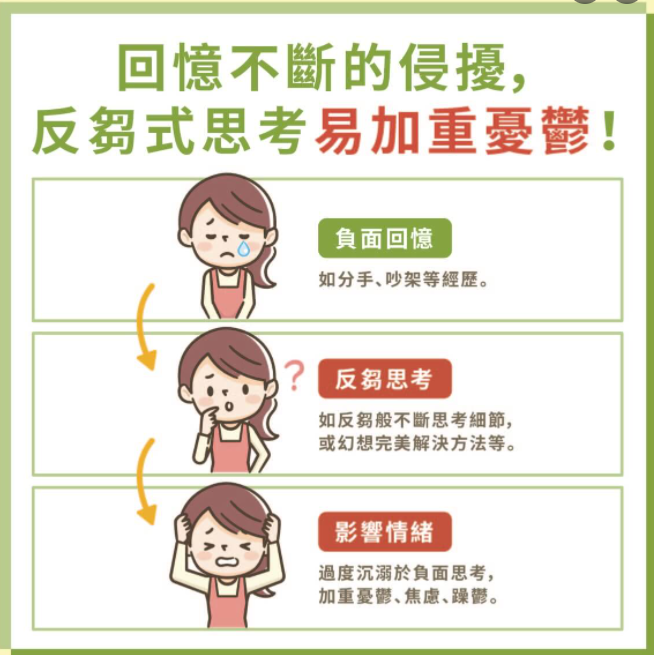 回憶不斷的侵擾，
反芻式思考易加重憂鬱！
負面回憶
如分手、吵架等經歷。
?
反芻思考
如反芻般不斷思考細節，
或幻想完美解決方法等。
影響情緒
過度沉溺於負面思考，
加重憂鬱、焦慮、躁鬱。